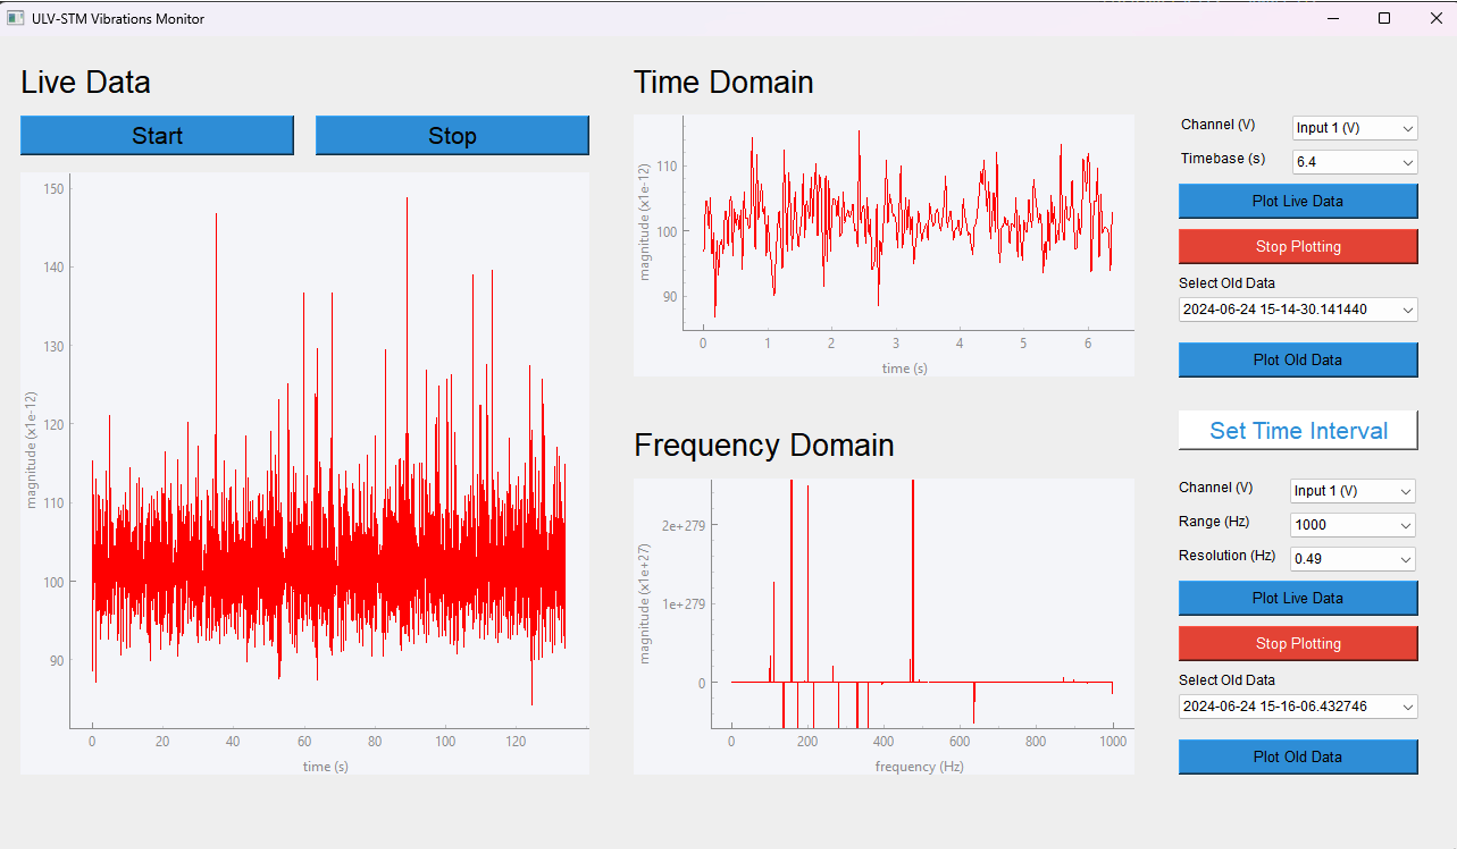 ULV-STM Vibrations Monitor
Live Data
Start
Stop
150
140
130
120
110
100
90
magnitude (x1e-12)
0
20
40
60
80
100
120
time (s)
Time Domain
110
100
90
magnitude (x1e-12)
0
1
2
3
4
5
6
time (s)
Channel (V)
Input 1 (V)
Timebase (s)
6.4
Plot Live Data
Stop Plotting
Select Old Data
2024-06-24 15-14-30.141440
Plot Old Data
Set Time Interval
Frequency Domain
2e+279
1e+279
0
magnitude (x1e+27)
0
200
400
600
800
1000
frequency (Hz)
Channel (V)
Input 1 (V)
Range (Hz)
1000
Resolution (Hz)
0.49
Plot Live Data
Stop Plotting
Select Old Data
2024-06-24 15-16-06.432746
Plot Old Data